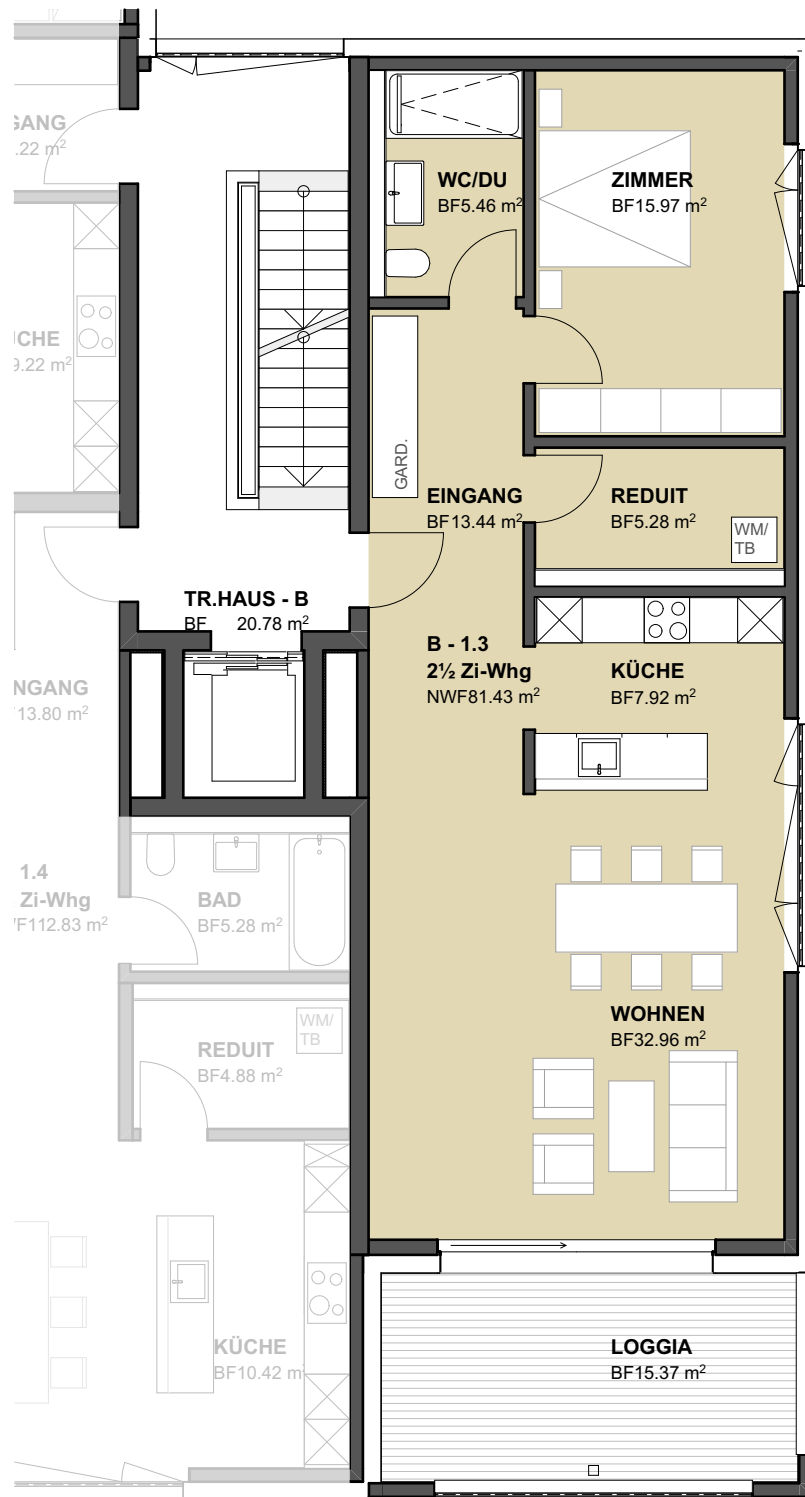 GANG
.22 m²
WC/DU
BF5.46 m²
ZIMMER
BF15.97 m²
9.22 m²
GARD.
EINGANG
BF13.44 m²
REDUIT
BF5.28 m²
WM/
TB
TR.HAUS - B
BF 20.78 m²
B - 1.3
2½ Zi-Whg
NWF81.43 m²
KÜCHE
BF7.92 m²
NGANG
13.80 m²
1.4
Zi-Whg
F112.83 m²
BAD
BF5.28 m²
WOHNEN
BF32.96 m²
REDUIT
BF4.88 m²
WM/
TB
KÜCHE
BF10.42 m²
LOGGIA
BF15.37 m²